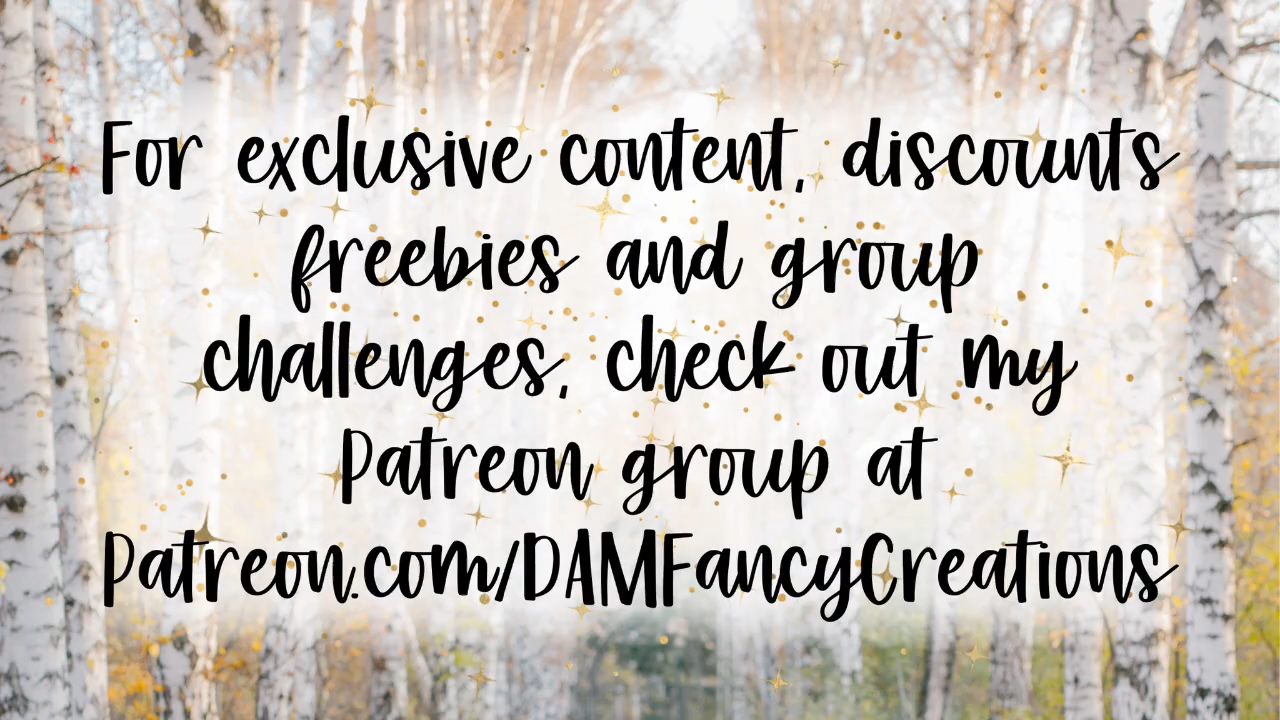 For exclusive content, discounts
freebies and group
challenges, check out my
Patreon group at
Patreon.com/DAMFancyCreations